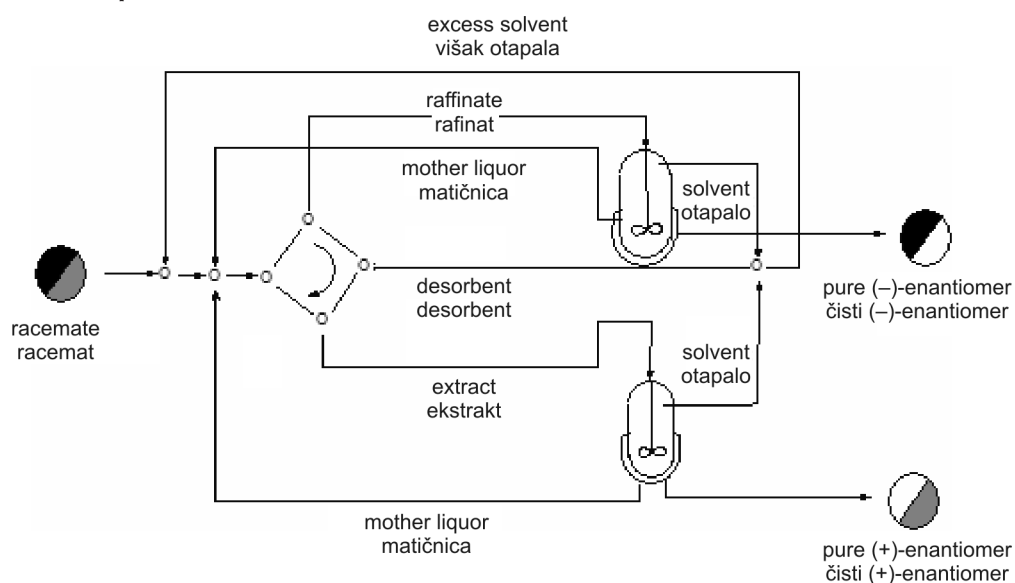 excess solvent
višak otapala
raffinate
rafinat
mother liquor
matičnica
solvent
otapalo
desorbent
desorbent
pure (–)-enantiomer
čisti (–)-enantiomer
racemate
racemat
solvent
otapalo
extract
ekstrakt
mother liquor
matičnica
pure (+)-enantiomer
čisti (+)-enantiomer